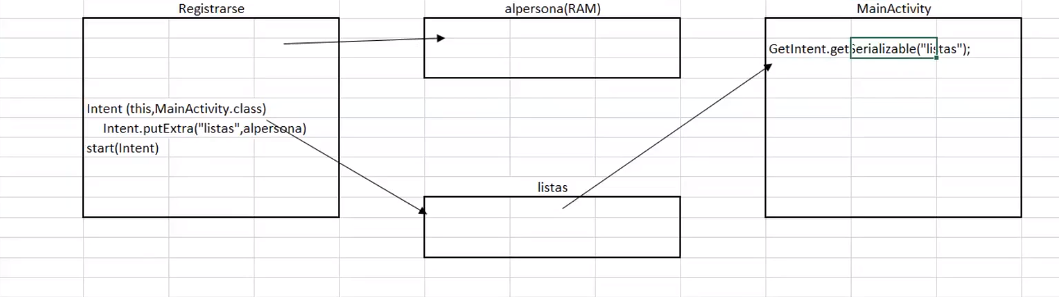 Registrarse
alpersona(RAM)
MainActivity
GetIntent.getSerializable("listas");
Intent (this,MainActivity.class)
Intent.putExtra("listas",alpersona)
start(Intent)
listas